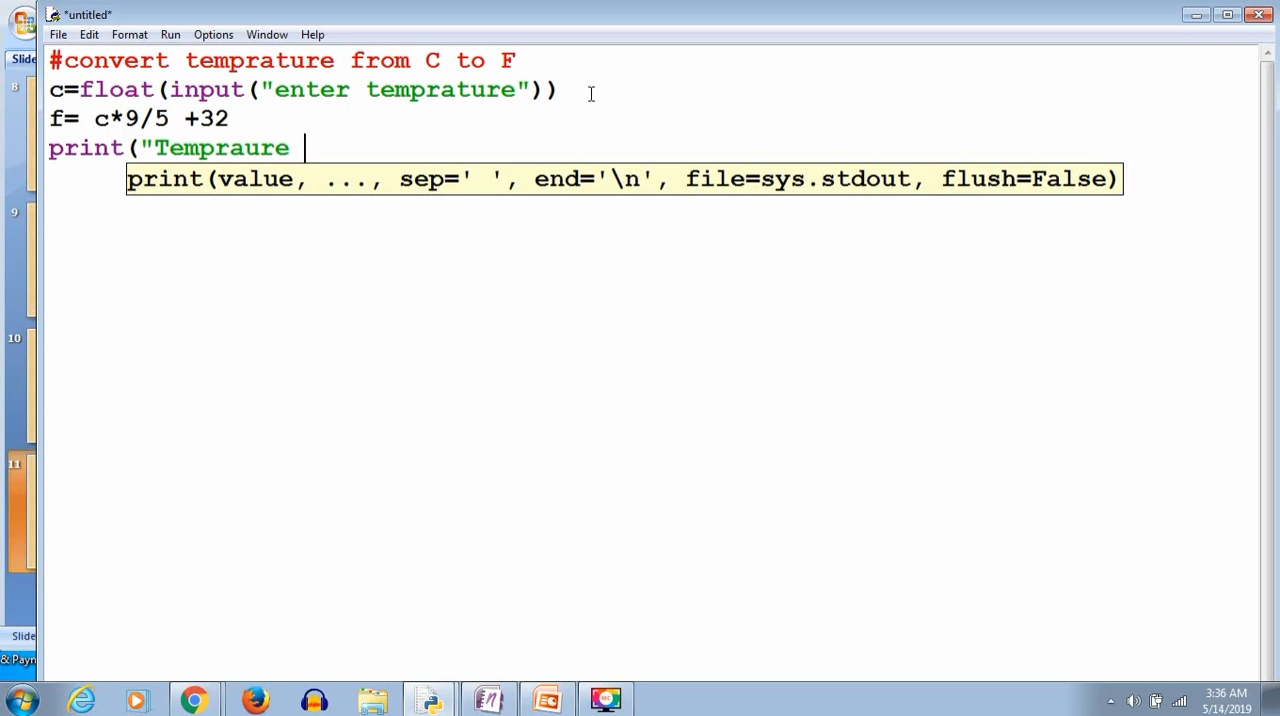 *untitled*
File Edit Format Run Options Window Help
Slide
#convert temprature from C to F
c=float(input("enter temprature"))
f= c*9/5 +32
print("Tempraure
print(value, ..., sep=' ', end='\n', file=sys.stdout, flush=False)
8
9
10
11
Slide
& Payn
3:36 AM
5/14/2019